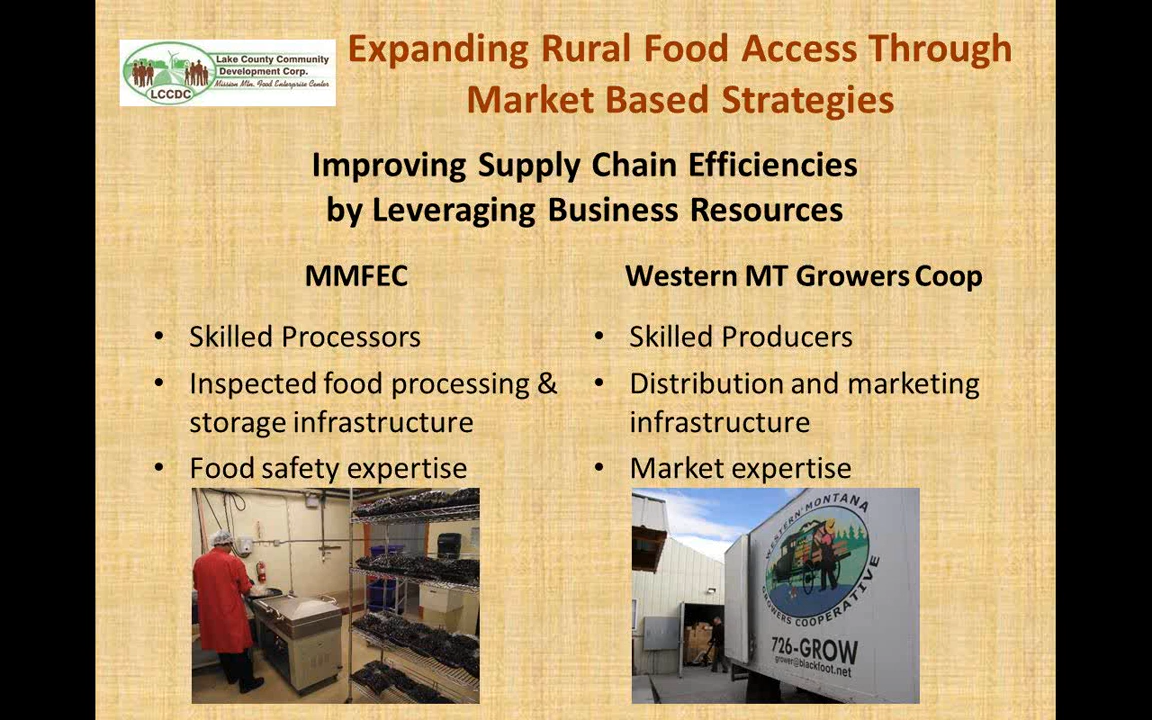 Lake County Community
Development Corp.
Mission Mtn. Food Enterprise Center
LCCDC
Expanding Rural Food Access Through
Market Based Strategies
Improving Supply Chain Efficiencies
by Leveraging Business Resources
MMFEC
• Skilled Processors
• Inspected food processing &
storage infrastructure
• Food safety expertise
Western MT Growers Coop
• Skilled Producers
• Distribution and marketing
infrastructure
• Market expertise
WESTERN MONTANA
GROWERS COOPERATIVE
726-GROW
grower@blackfoot.net